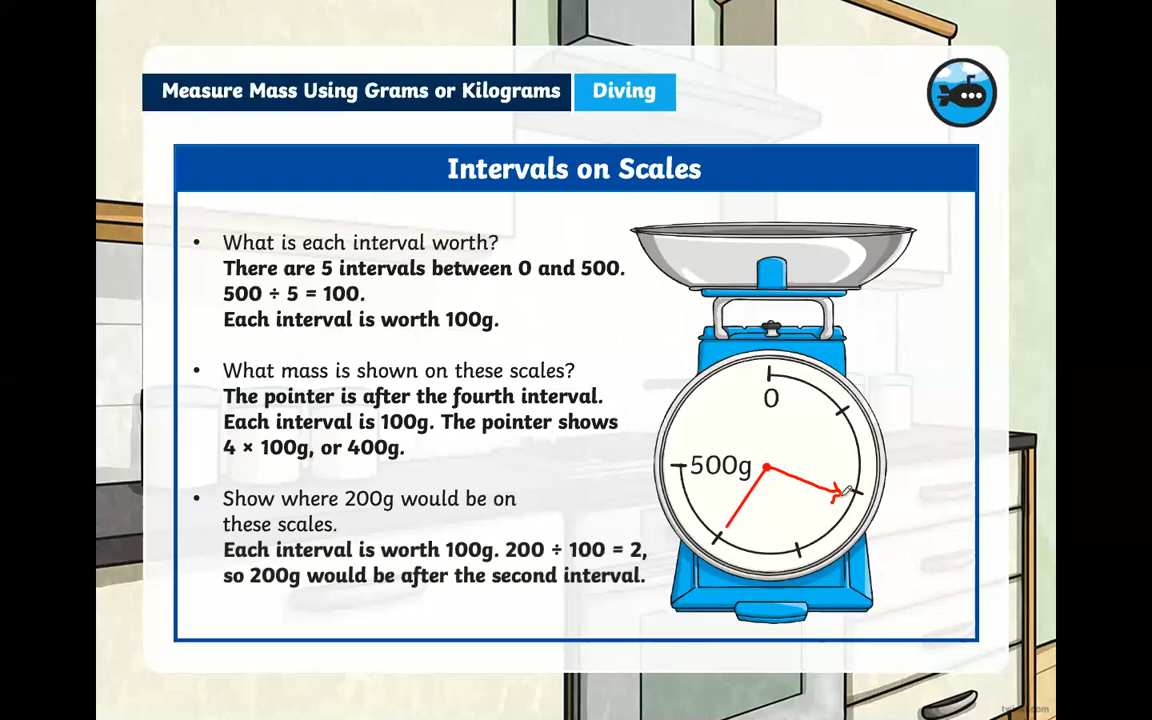 Measure Mass Using Grams or Kilograms
Diving
Intervals on Scales
• What is each interval worth?
There are 5 intervals between 0 and 500.
500 ÷ 5 = 100.
Each interval is worth 100g.
• What mass is shown on these scales?
The pointer is after the fourth interval.
Each interval is 100g. The pointer shows
4 × 100g, or 400g.
• Show where 200g would be on
these scales.
Each interval is worth 100g. 200 ÷ 100 = 2,
so 200g would be after the second interval.
0
500g